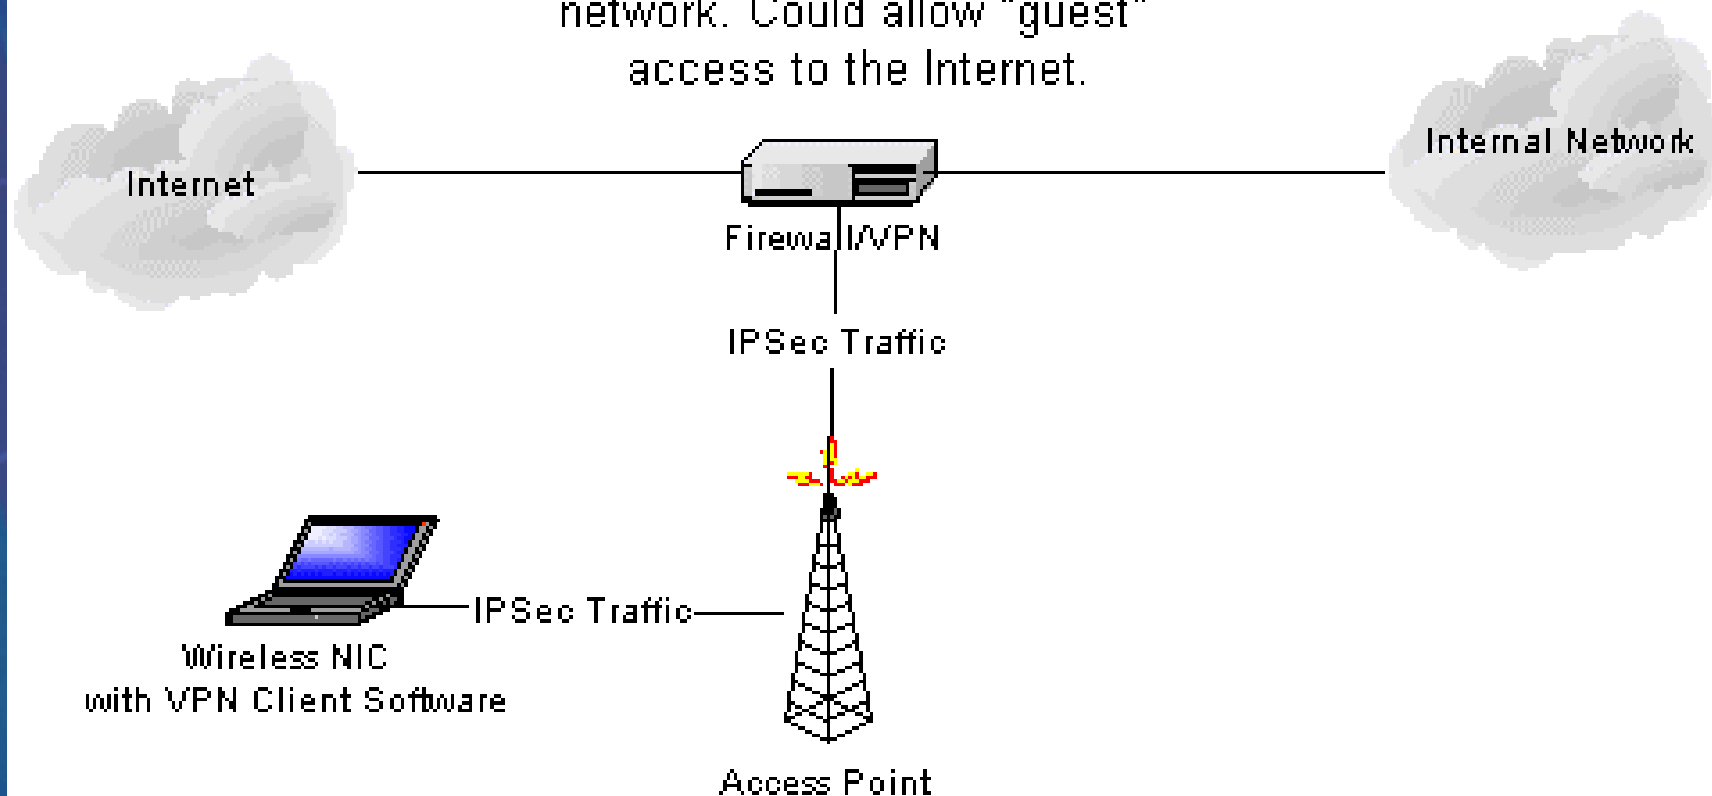 network. Could allow "guest"
access to the Internet.
Internet
Internal Network
Firewall/VPN
IPSec Traffic
IPSec Traffic
Wireless NIC
with VPN Client Software
Access Point